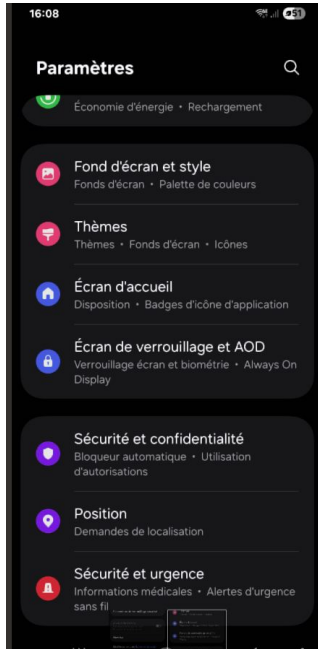 16:08
51
Paramètres
Économie d'énergie • Rechargement
Fond d'écran et style
Fonds d'écran • Palette de couleurs
Thèmes
Thèmes • Fonds d'écran • Icônes
Écran d'accueil
Disposition • Badges d'icône d'application
Écran de verrouillage et AOD
Verrouillage écran et biométrie • Always On
Display
Sécurité et confidentialité
Bloqueur automatique • Utilisation
d'autorisations
Position
Demandes de localisation
Sécurité et urgence
Informations médicales • Alertes d'urgence
sans fil